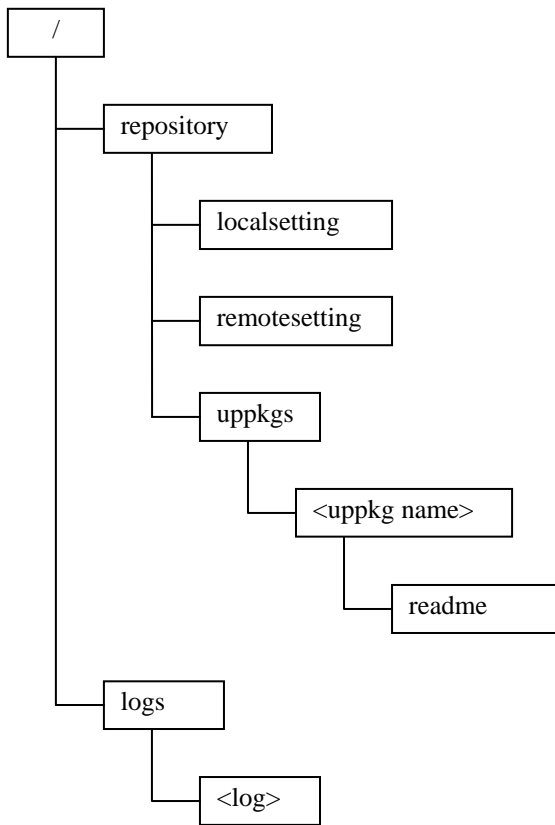 /
repository
localsetting
remotesetting
uppkgs
<uppkg name>
readme
logs
<log>